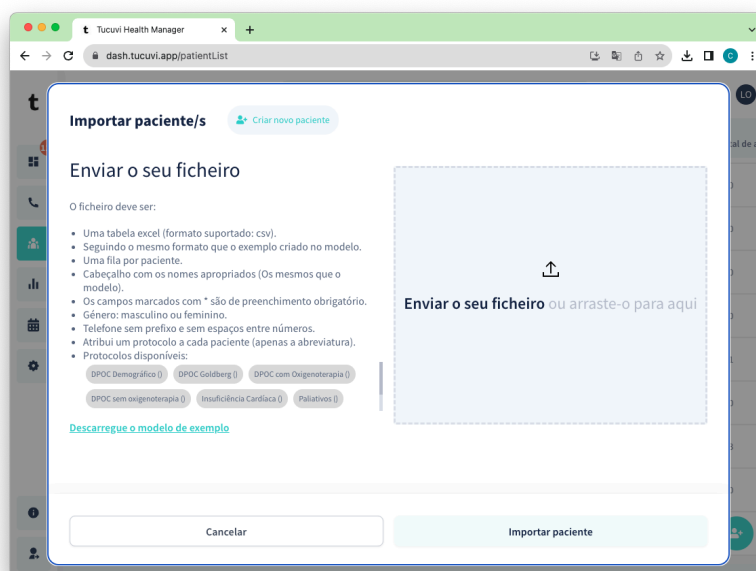 Tucuvi Health Manager
dash.tucuvi.app/patientList
C
t
LO
Importar paciente/s
Criar novo paciente
Enviar o seu ficheiro
O ficheiro deve ser:
Uma tabela excel (formato suportado: csv).
Seguindo o mesmo formato que o exemplo criado no modelo.
Uma fila por paciente.
Cabeçalho com os nomes apropriados (Os mesmos que o
modelo).
Os campos marcados com * são de preenchimento obrigatório.
Género: masculino ou feminino.
Telefone sem prefixo e sem espaços entre números.
Atribui um protocolo a cada paciente (apenas a abreviatura).
Protocolos disponíveis:
DPOC Demográfico () DPOC Goldberg () DPOC com Oxigenoterapia ()
DPOC sem oxigenoterapia () Insuficiência Cardíaca () Paliativos ()
Descarregue o modelo de exemplo
Enviar o seu ficheiro ou arraste-o para aqui
Cancelar
Importar paciente